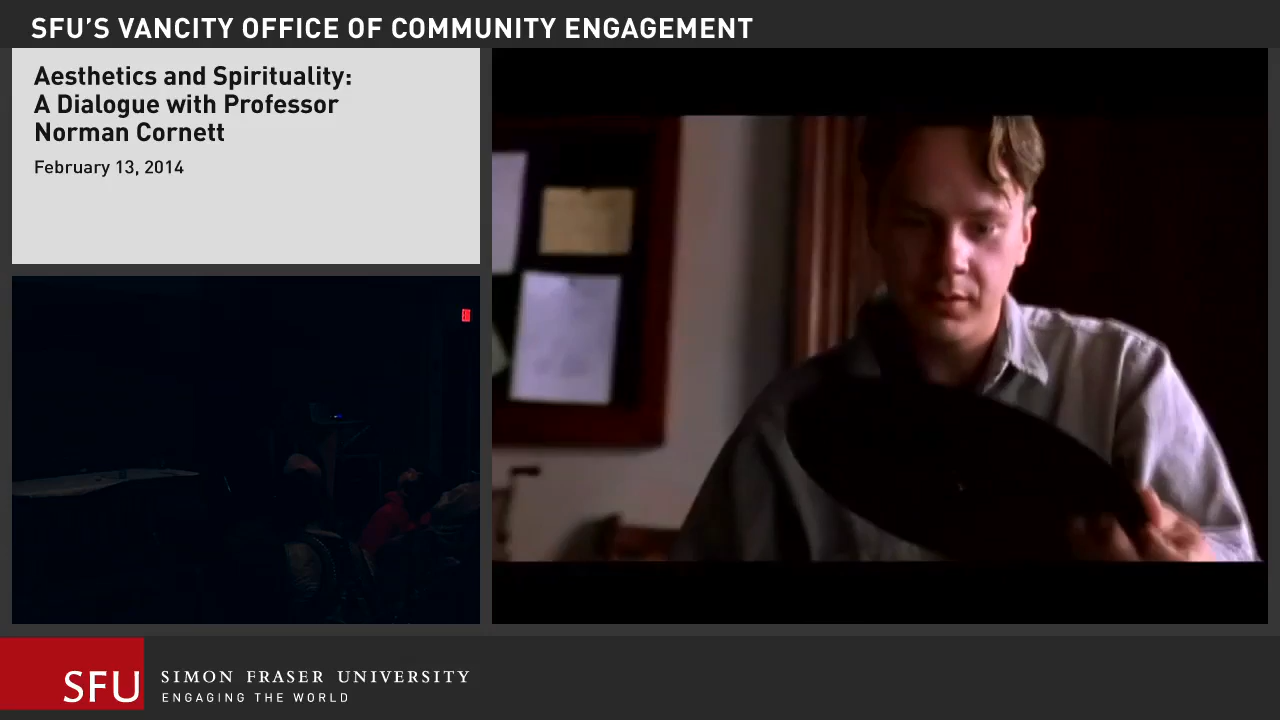 SFU'S VANCITY OFFICE OF COMMUNITY ENGAGEMENT
Aesthetics and Spirituality:
A Dialogue with Professor
Norman Cornett
February 13, 2014
SFU
SIMON FRASER UNIVERSITY
ENGAGING THE WORLD